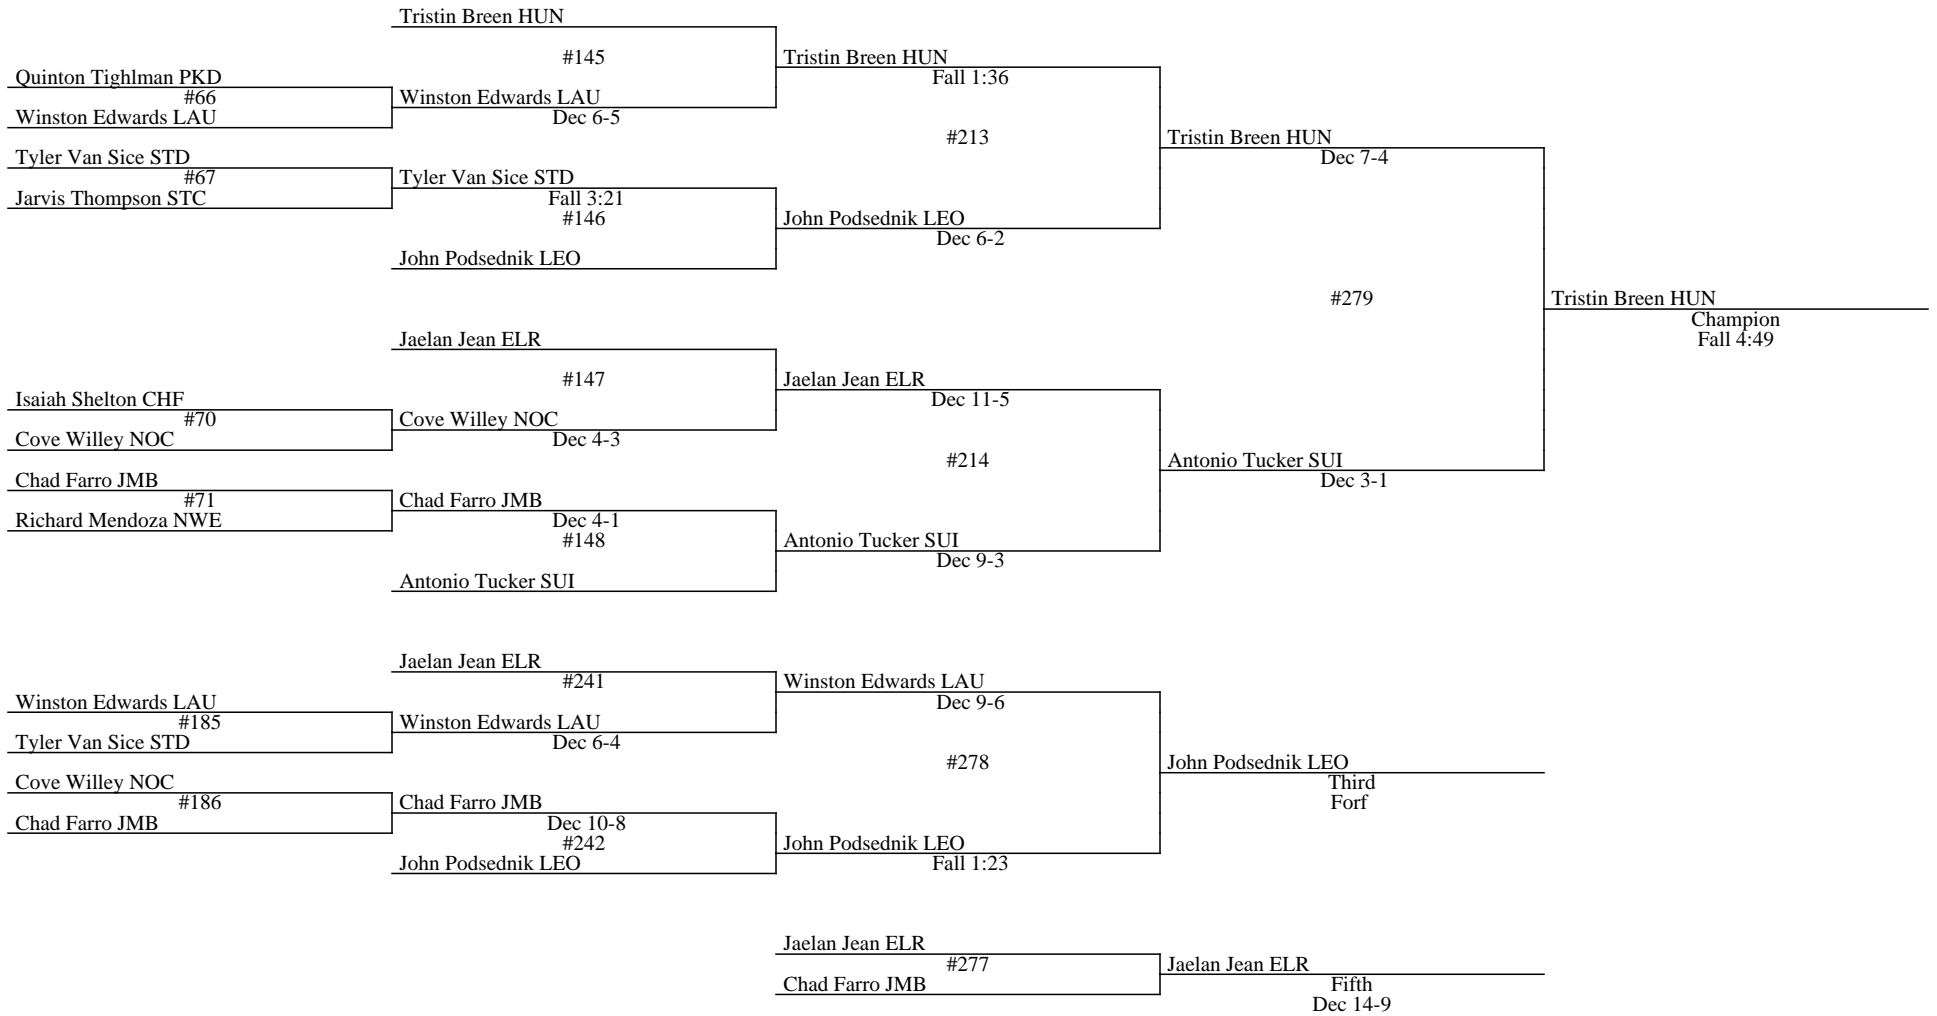 Tristin Breen HUN
#145
Tristin Breen HUN
Fall 1:36
Quinton Tighlman PKD
#66
Winston Edwards LAU
Winston Edwards LAU
Dec 6-5
#213
Tristin Breen HUN
Dec 7-4
Tyler Van Sice STD
#67
Jarvis Thompson STC
Tyler Van Sice STD
Fall 3:21
#146
John Podsednik LEO
Dec 6-2
John Podsednik LEO
#279
Tristin Breen HUN
Champion
Fall 4:49
Jaelan Jean ELR
#147
Jaelan Jean ELR
Dec 11-5
Isaiah Shelton CHF
#70
Cove Willey NOC
Cove Willey NOC
Dec 4-3
#214
Antonio Tucker SUI
Dec 3-1
Chad Farro JMB
#71
Richard Mendoza NWE
Chad Farro JMB
Dec 4-1
#148
Antonio Tucker SUI
Dec 9-3
Antonio Tucker SUI
Jaelan Jean ELR
#241
Winston Edwards LAU
Dec 9-6
Winston Edwards LAU
#185
Tyler Van Sice STD
Winston Edwards LAU
Dec 6-4
#278
John Podsednik LEO
Third
Forf
Cove Willey NOC
#186
Chad Farro JMB
Chad Farro JMB
Dec 10-8
#242
John Podsednik LEO
John Podsednik LEO
Fall 1:23
Jaelan Jean ELR
#277
Chad Farro JMB
Jaelan Jean ELR
Fifth
Dec 14-9